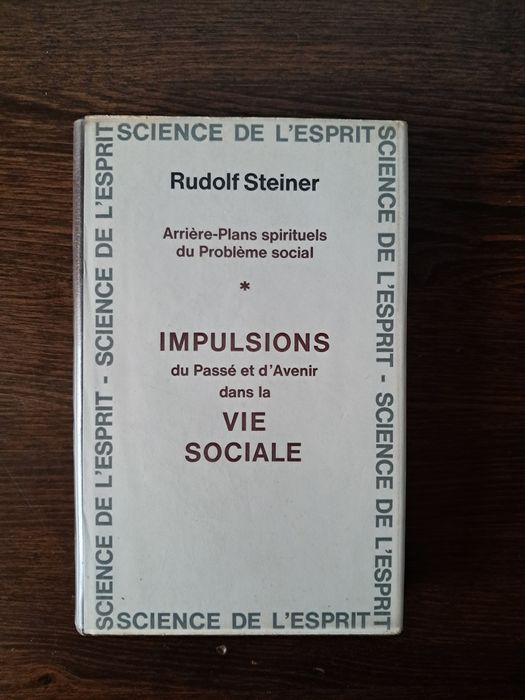 SCIENCE DE L'ESPRIT
SCIENCE DE L'ESPRIT - SCIENCE DE L'ESPRIT
Rudolf Steiner
Arrière-Plans spirituels
du Problème social
*
IMPULSIONS
du Passé et d'Avenir
dans la
VIE
SOCIALE
SCIENCE DE L'ESPRIT - SCIENCE DE L'ESPRIT
SCIENCE DE L'ESPRIT